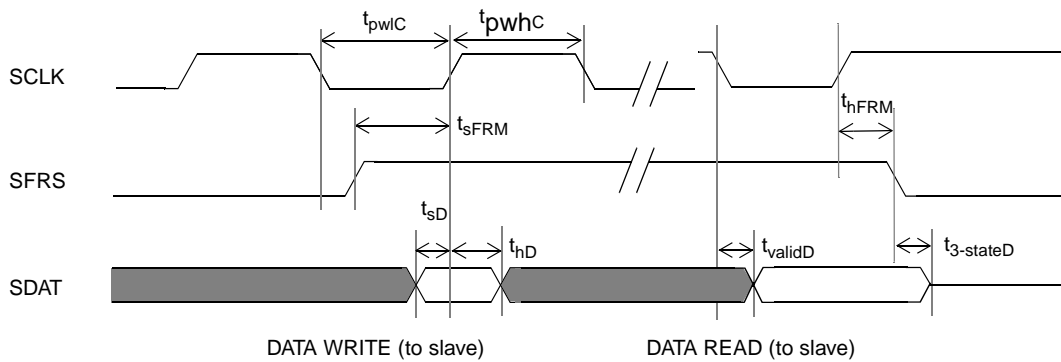 tpwlC
tpwhC
SCLK
tsFRM
thFRM
SFRS
tsD
thD
tvalidD
t3-stateD
SDAT
DATA WRITE (to slave)
DATA READ (to slave)